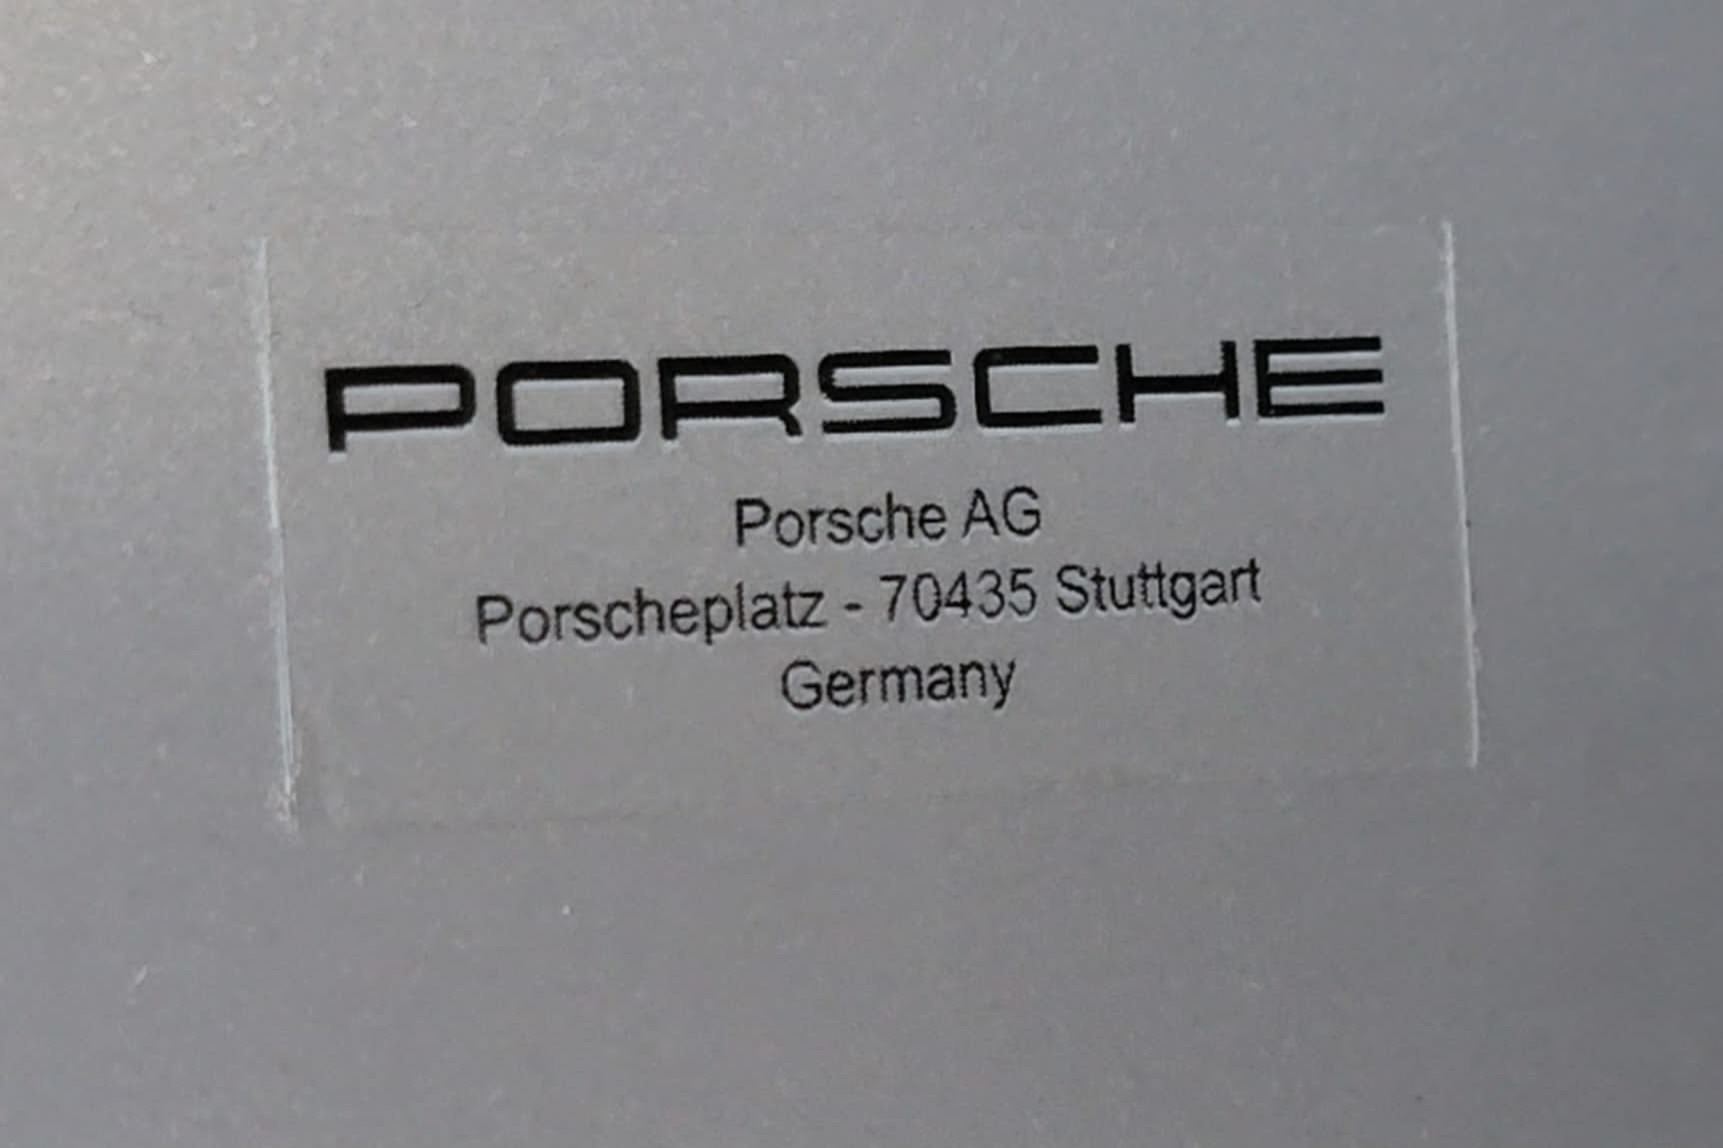 PORSCHE
Porsche AG
Porscheplatz - 70435 Stuttgart
Germany